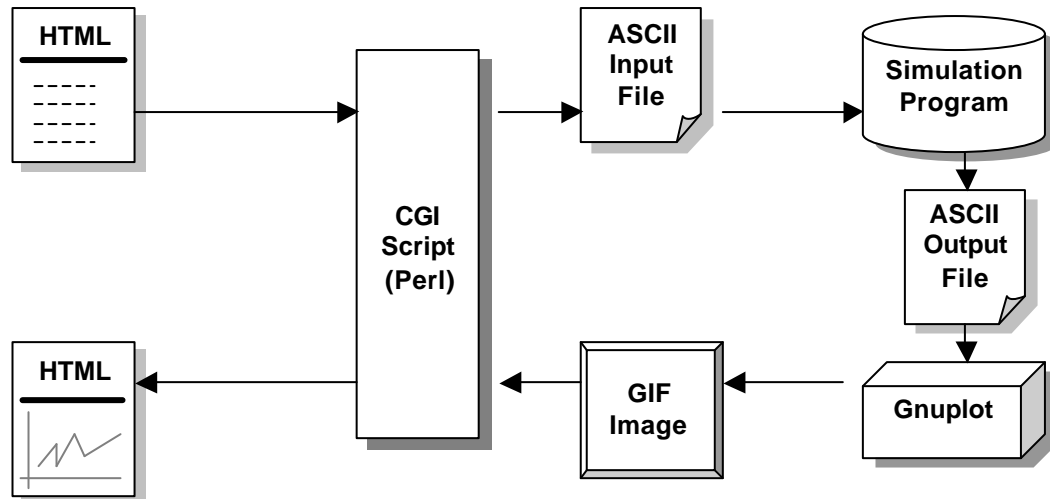 HTML
CGI
Script
(Perl)
ASCII
Input
File
Simulation
Program
ASCII
Output
File
Gnuplot
GIF
Image
HTML